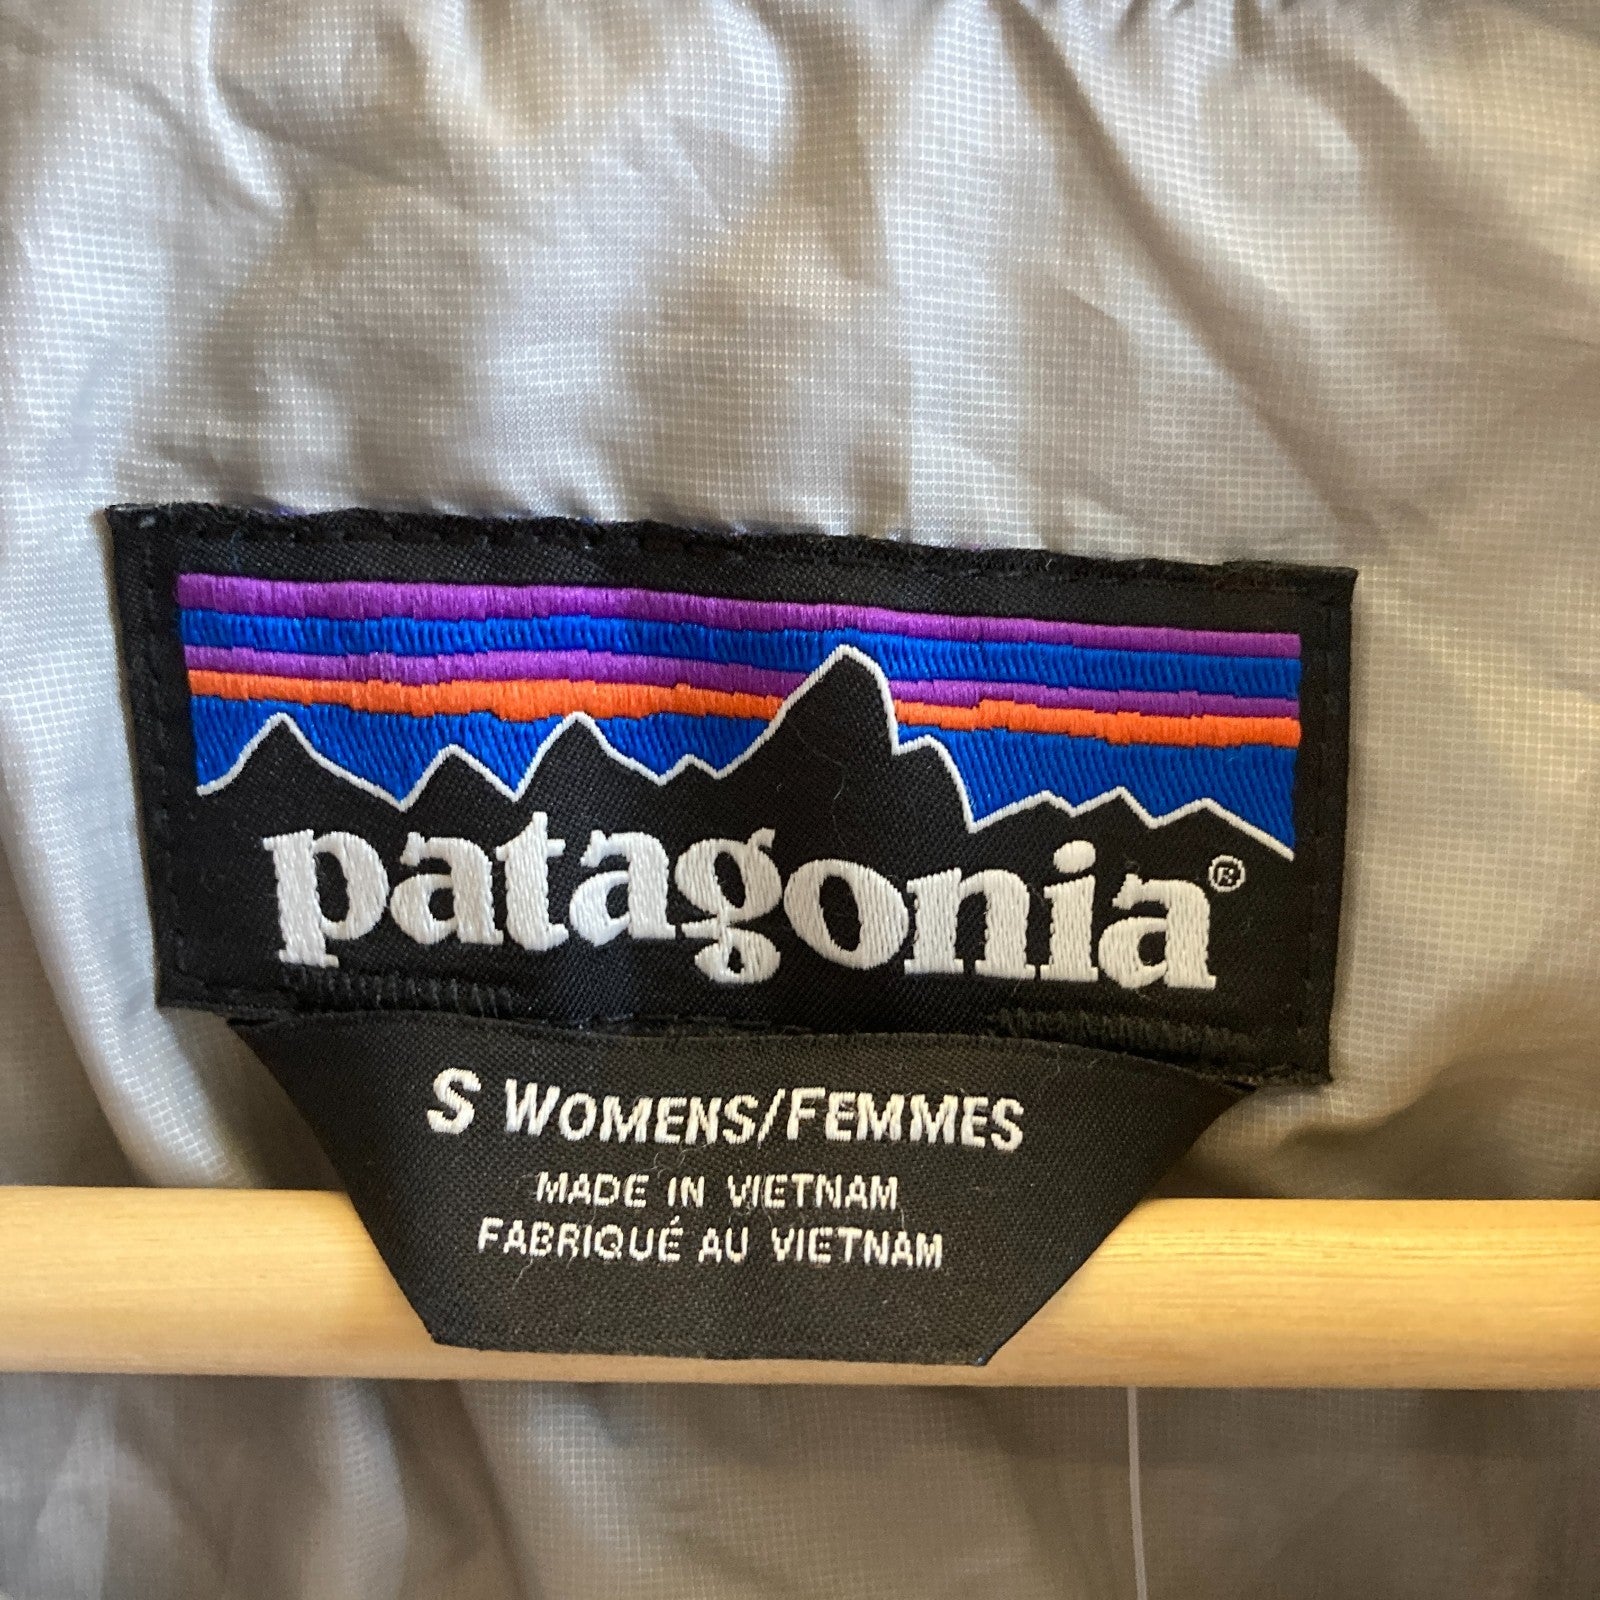 patagonia®
S WOMENS/FEMMES
MADE IN VIETNAM
FABRIQUÉ AU VIETNAM